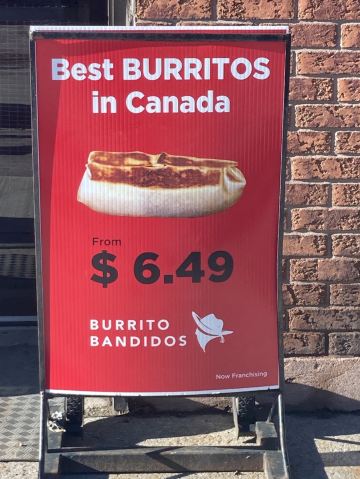 Best BURRITOS
in Canada
From
$ 6.49
BURRITO
BANDIDOS
Now Franchising